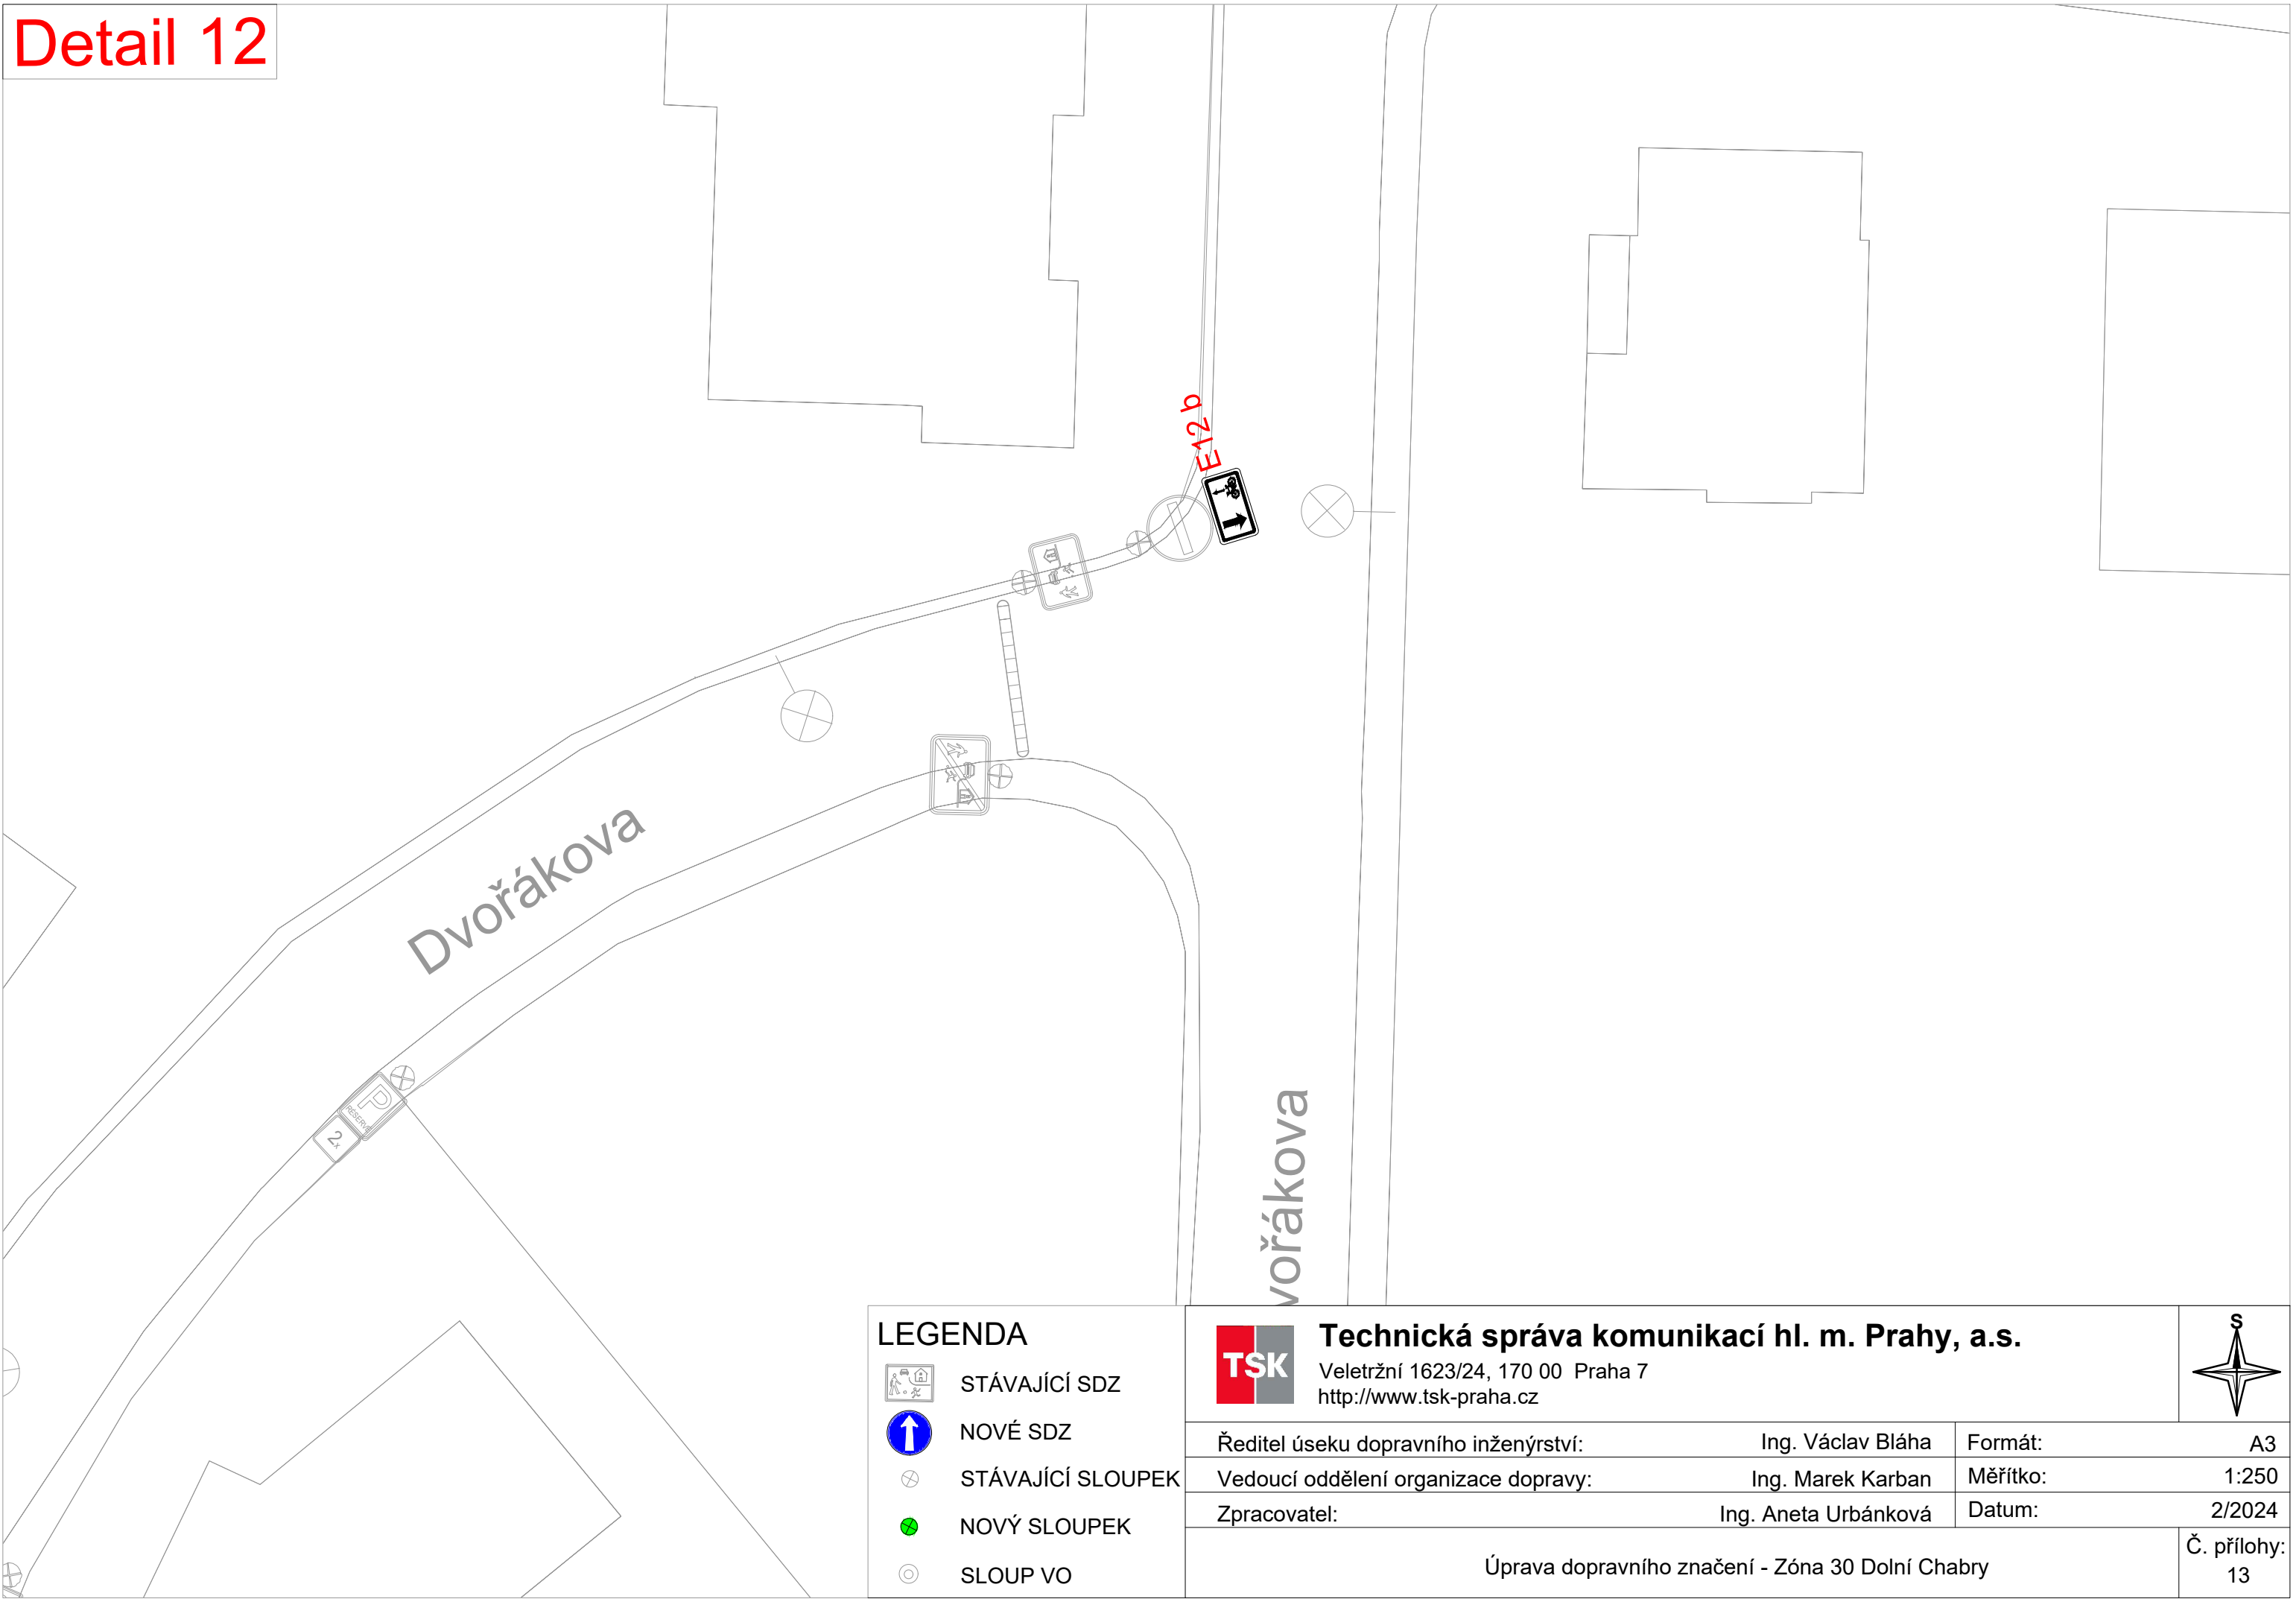 Detail 12
E12 b
Dvořákova
P
RÉSERVÉ
2x
vořákova
LEGENDA
STÁVAJÍCÍ SDZ
NOVÉ SDZ
STÁVAJÍCÍ SLOUPEK
NOVÝ SLOUPEK
SLOUP VO
TSK
Technická správa komunikací hl. m. Prahy, a.s.
Veletržní 1623/24, 170 00 Praha 7
http://www.tsk-praha.cz
S
Ředitel úseku dopravního inženýrství: Ing. Václav Bláha
Formát: A3
Vedoucí oddělení organizace dopravy: Ing. Marek Karban
Měřítko: 1:250
Zpracovatel: Ing. Aneta Urbánková
Datum: 2/2024
Úprava dopravního značení - Zóna 30 Dolní Chabry
Č. přílohy:
13